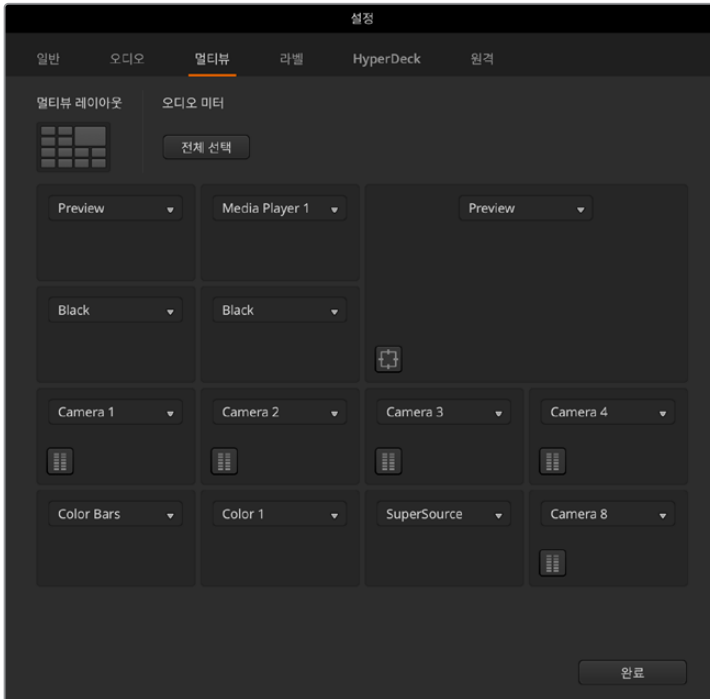 설정
일반 오디오 멀티뷰 라벨 HyperDeck 원격
멀티뷰 레이아웃 오디오 미터
전체 선택
Preview Media Player 1 Preview
Black Black
Camera 1 Camera 2 Camera 3 Camera 4
Color Bars Color 1 SuperSource Camera 8
완료